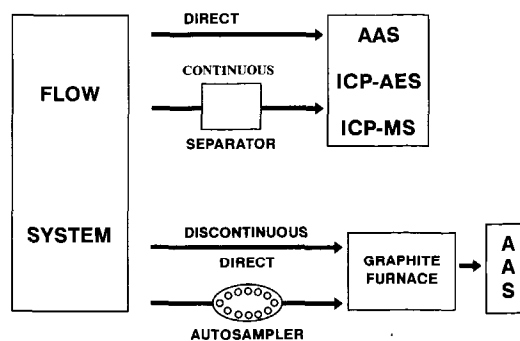 DIRECT
AAS
CONTINUOUS
ICP-AES
FLOW
ICP-MS
SEPARATOR
SYSTEM
DISCONTINUOUS
DIRECT
GRAPHITE
FURNACE
A
A
S
AUTOSAMPLER